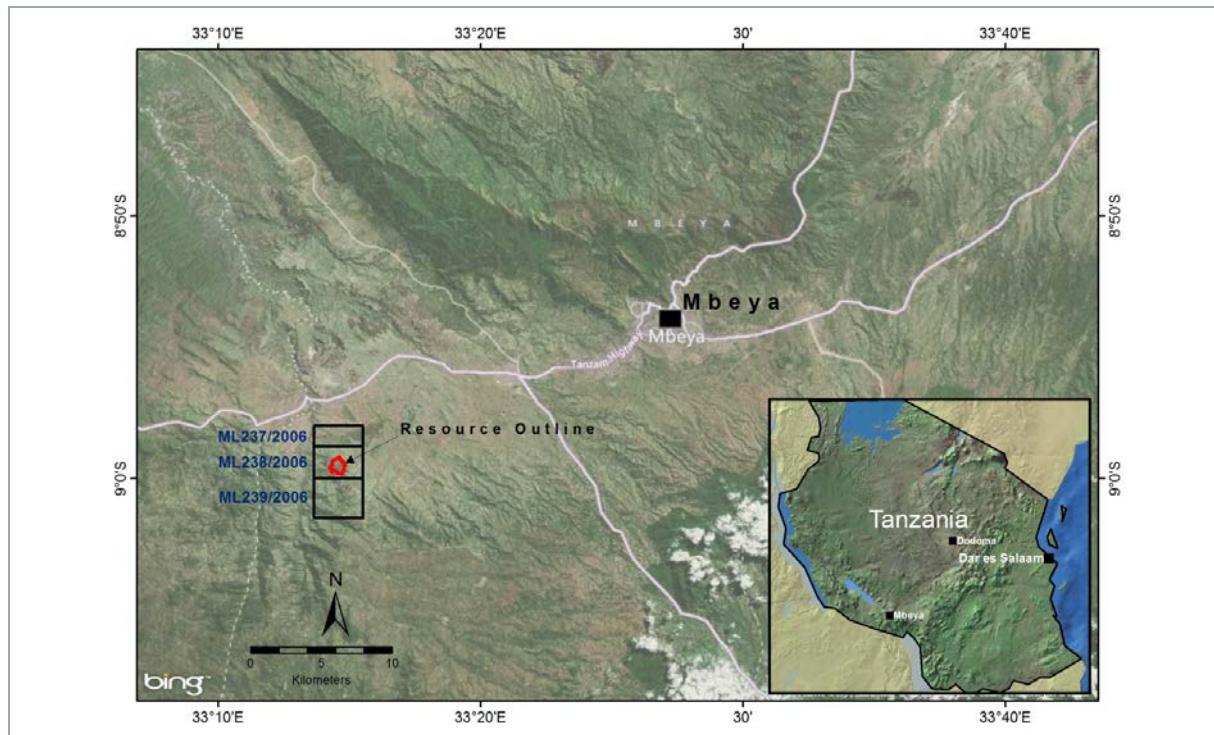 33°10'E 33°20'E 30' 33°40'E
8°50'S
8°50'S
M B E Y A
Mbeya
Mbeya
Tanzam Highway
Resource Outline
ML237/2006
ML238/2006
ML239/2006
9°0'S
9°0'S
Tanzania
Dodoma
Dar es Salaam
Mbeya
N
0 5 10
Kilometers
bing™
33°10'E 33°20'E 30' 33°40'E